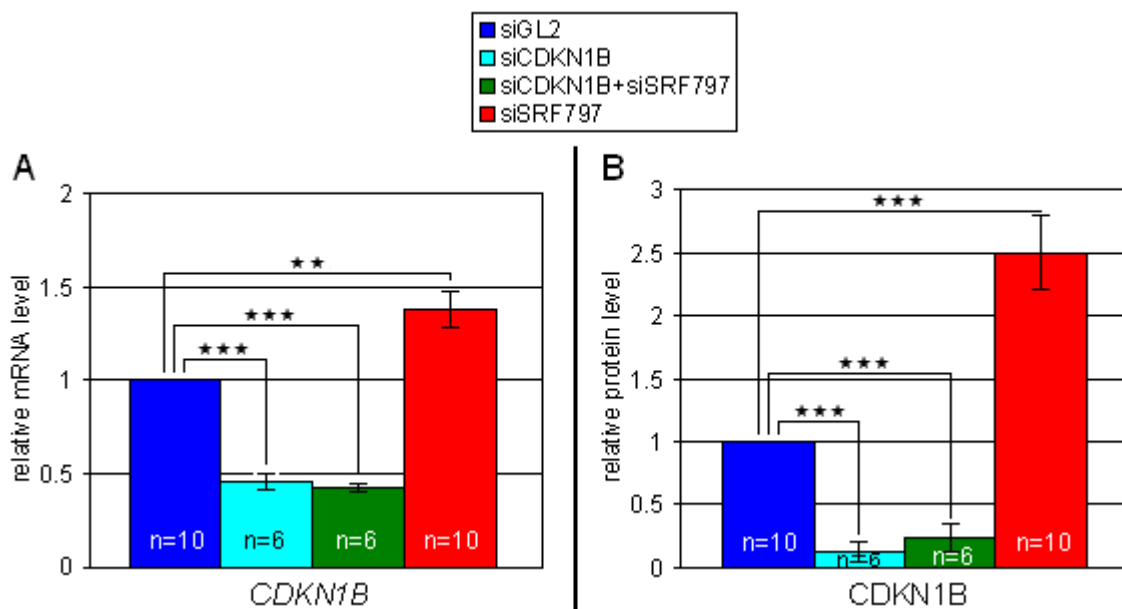 siGL2
siCDKN1B
siCDKN1B+siSRF797
siSRF797
A
relative mRNA level
2
1.5
1
0.5
0
★★
★★★
★★★
n=10
n=6
n=6
n=10
CDKN1B
B
relative protein level
3
2.5
2
1.5
1
0.5
0
★★★
★★★
★★★
n=10
n=6
n=6
n=10
CDKN1B